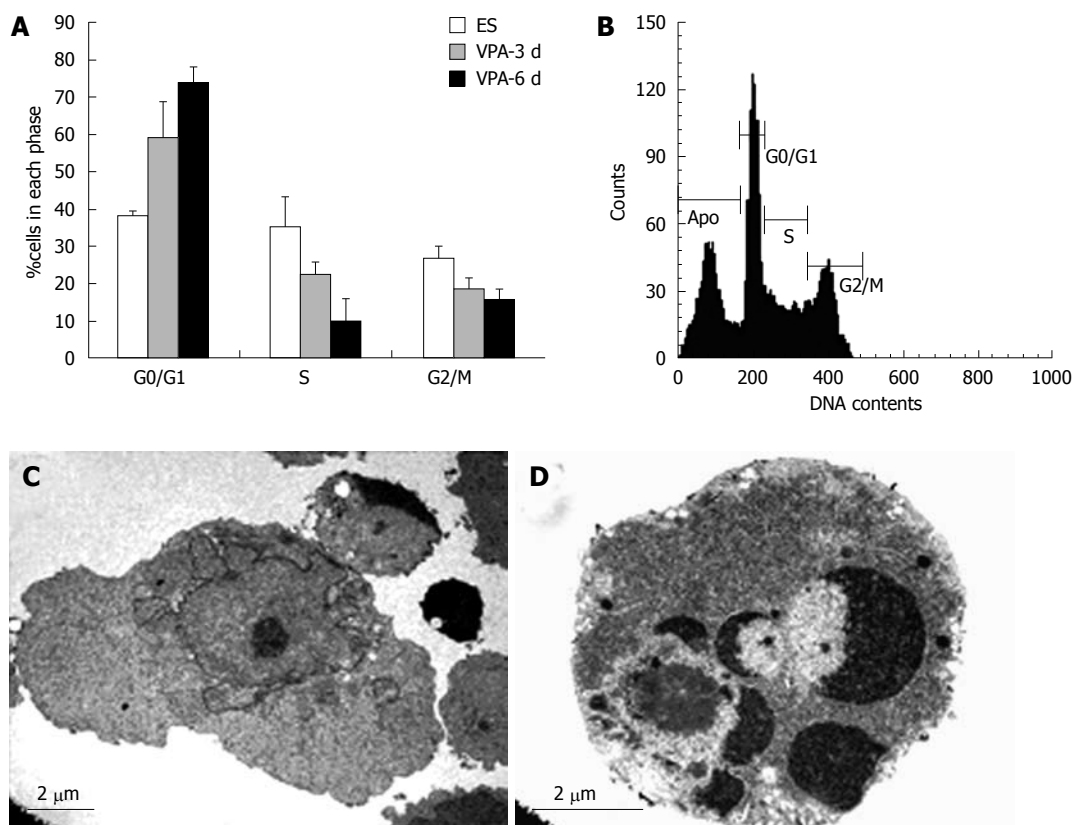 A
%cells in each phase
90
80
70
60
50
40
30
20
10
0
ES
VPA-3 d
VPA-6 d
G0/G1 S G2/M
B
Counts
150
120
90
60
30
0
G0/G1
Apo
S
G2/M
0 200 400 600 800 1000
DNA contents
C
2 μm
D
2 μm